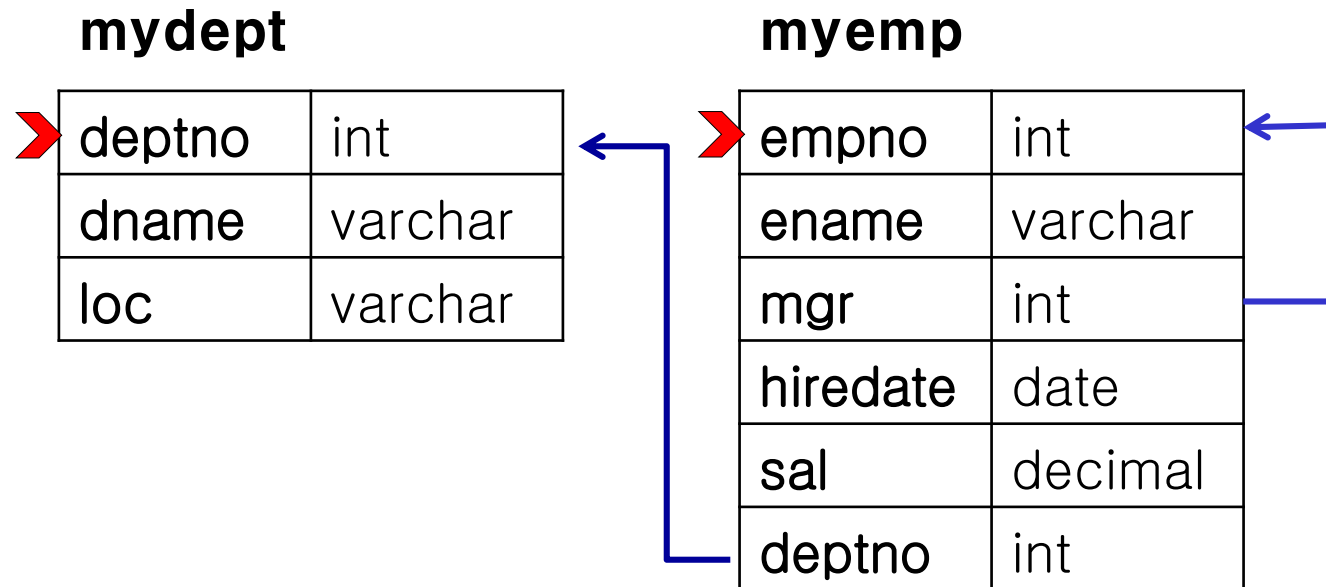 mydept
deptno int
dname varchar
loc varchar
myemp
empno int
ename varchar
mgr int
hiredate date
sal decimal
deptno int